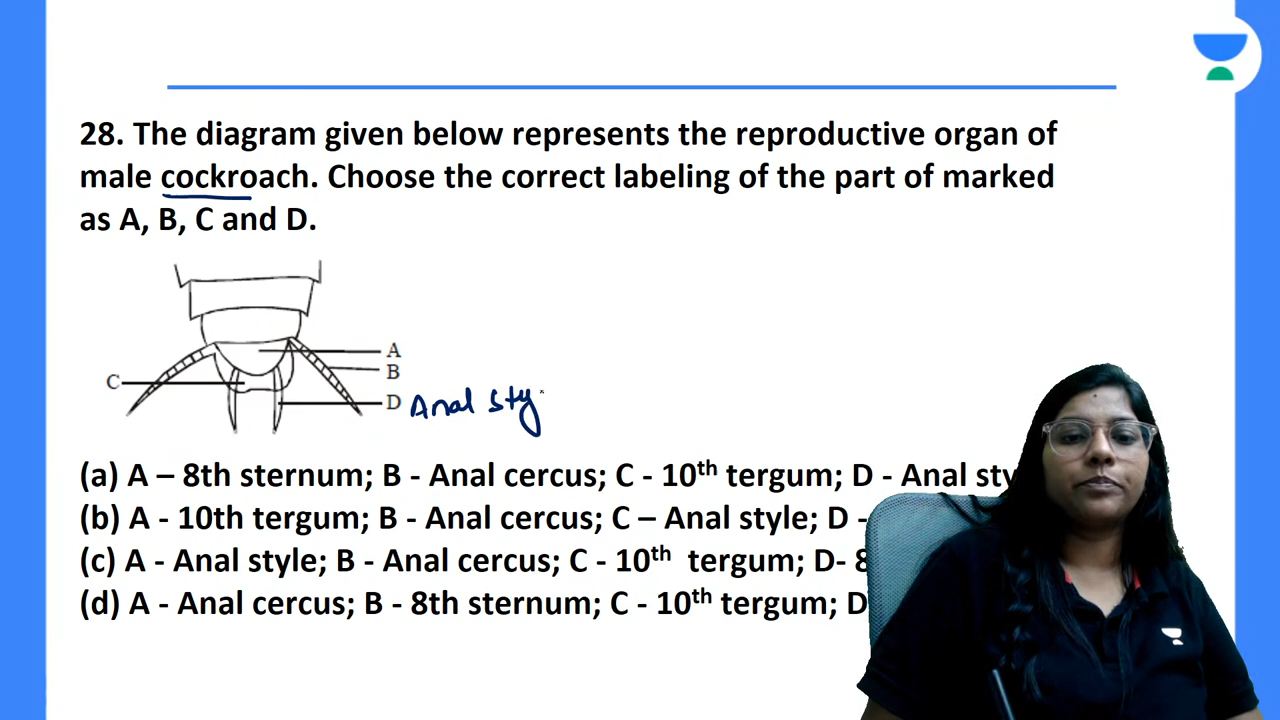 28. The diagram given below represents the reproductive organ of
male cockroach. Choose the correct labeling of the part of marked
as A, B, C and D.
A
B
C
D Anal sty
(a) A – 8th sternum; B - Anal cercus; C - 10th tergum; D - Anal sty
(b) A - 10th tergum; B - Anal cercus; C – Anal style; D -
(c) A - Anal style; B - Anal cercus; C - 10th tergum; D- 8
(d) A - Anal cercus; B - 8th sternum; C - 10th tergum; D